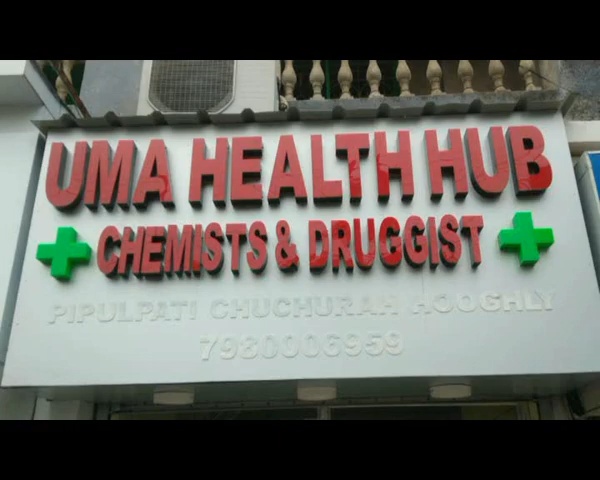 UMA HEALTH HUB
CHEMISTS & DRUGGIST
PIPULPATI CHUCHURAH HOOGHLY
7980006959